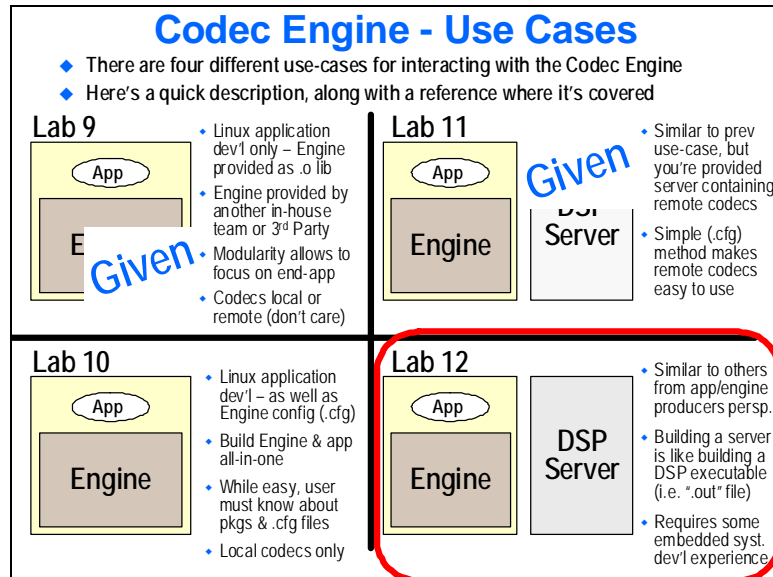 Codec Engine - Use Cases
There are four different use-cases for interacting with the Codec Engine
Here's a quick description, along with a reference where it's covered
Lab 9
App
Given
Linux application
dev'l only – Engine
provided as .o lib
Engine provided by
another in-house
team or 3rd Party
Modularity allows to
focus on end-app
Codecs local or
remote (don't care)
Lab 11
App
Engine
Given
DSP
Server
Similar to prev
use-case, but
you're provided
server containing
remote codecs
Simple (.cfg)
method makes
remote codecs
easy to use
Lab 10
App
Engine
Linux application
dev'l – as well as
Engine config (.cfg)
Build Engine & app
all-in-one
While easy, user
must know about
pkgs & .cfg files
Local codecs only
Lab 12
App
Engine
DSP
Server
Similar to others
from app/engine
producers persp.
Building a server
is like building a
DSP executable
(i.e. ".out" file)
Requires some
embedded syst.
dev'l experience